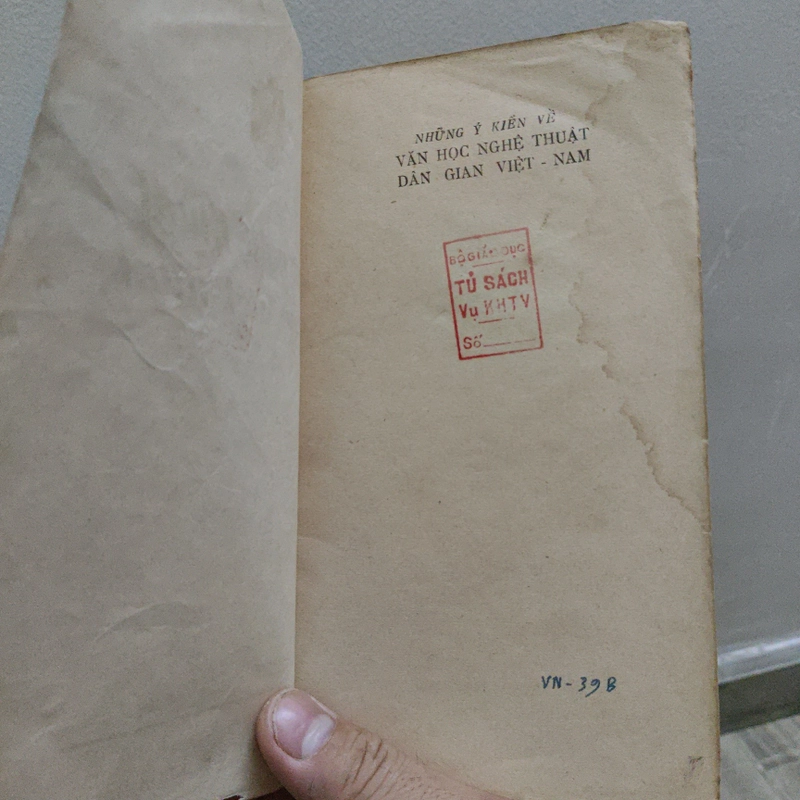 NHỮNG Ý KIẾN VỀ
VĂN HỌC NGHỆ THUẬT
DÂN GIAN VIỆT - NAM
BỘ GIÁO DỤC
TỦ SÁCH
Vụ KHTV
Số
VN-39B